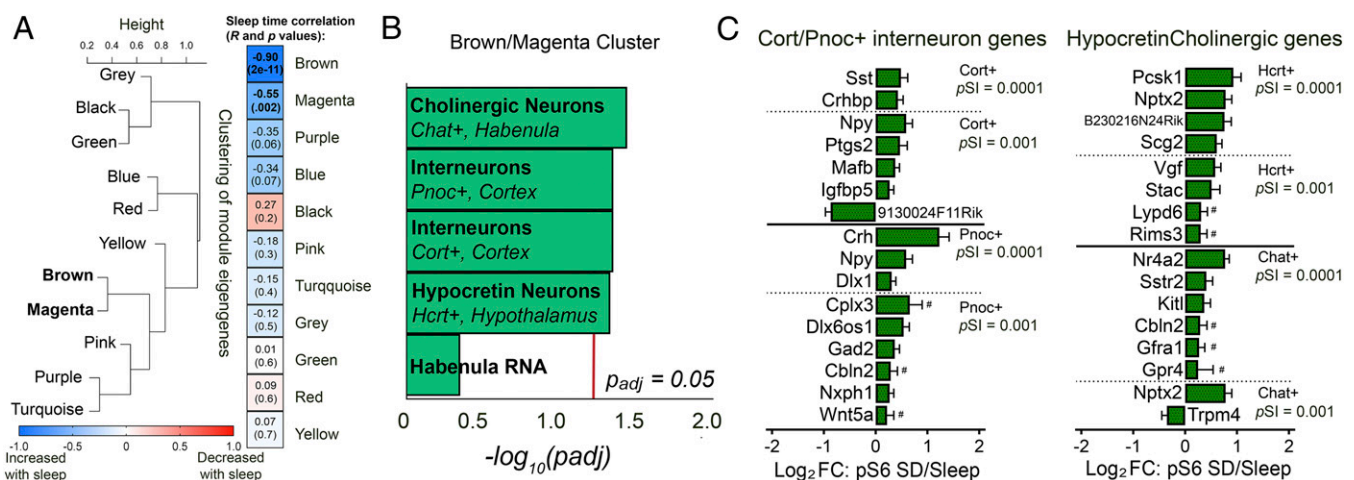 A
Height
0.2 0.4 0.6 0.8 1.0
Grey
Black
Green
Blue
Red
Yellow
Brown
Magenta
Pink
Purple
Turquoise
Clustering of module eigengenes
Sleep time correlation
(R and p values):
-0.90
(2e-11)
Brown
-0.55
(.002)
Magenta
-0.35
(0.06)
Purple
-0.34
(0.07)
Blue
0.27
(0.2)
Black
-0.18
(0.3)
Pink
-0.15
(0.4)
Turqquoise
-0.12
(0.5)
Grey
0.01
(0.6)
Green
0.09
(0.6)
Red
0.07
(0.7)
Yellow
-1.0 -0.5 0 0.5 1.0
Increased
with sleep
Decreased
with sleep
B
Brown/Magenta Cluster
Cholinergic Neurons
Chat+, Habenula
Interneurons
Pnoc+, Cortex
Interneurons
Cort+, Cortex
Hypocretin Neurons
Hcrt+, Hypothalamus
Habenula RNA
padj = 0.05
0 0.5 1.0 1.5 2.0
-log10(padj)
C
Cort/Pnoc+ interneuron genes
Sst
Crhbp
Cort+
pSI = 0.0001
Npy
Ptgs2
Mafb
Igfbp5
9130024F11Rik
Cort+
pSI = 0.001
Crh
Npy
Dlx1
Pnoc+
pSI = 0.0001
Cplx3 #
Dlx6os1
Gad2
Cbln2 #
Nxph1
Wnt5a #
Pnoc+
pSI = 0.001
-2 -1 0 1 2
Log2FC: pS6 SD/Sleep
HypocretinCholinergic genes
Pcsk1
Nptx2
B230216N24Rik
Scg2
Hcrt+
pSI = 0.0001
Vgf
Stac
Lypd6 #
Rims3 #
Hcrt+
pSI = 0.001
Nr4a2
Sstr2
Kitl
Cbln2 #
Gfra1 #
Gpr4 #
Chat+
pSI = 0.0001
Nptx2
Trpm4
Chat+
pSI = 0.001
-2 -1 0 1 2
Log2FC: pS6 SD/Sleep